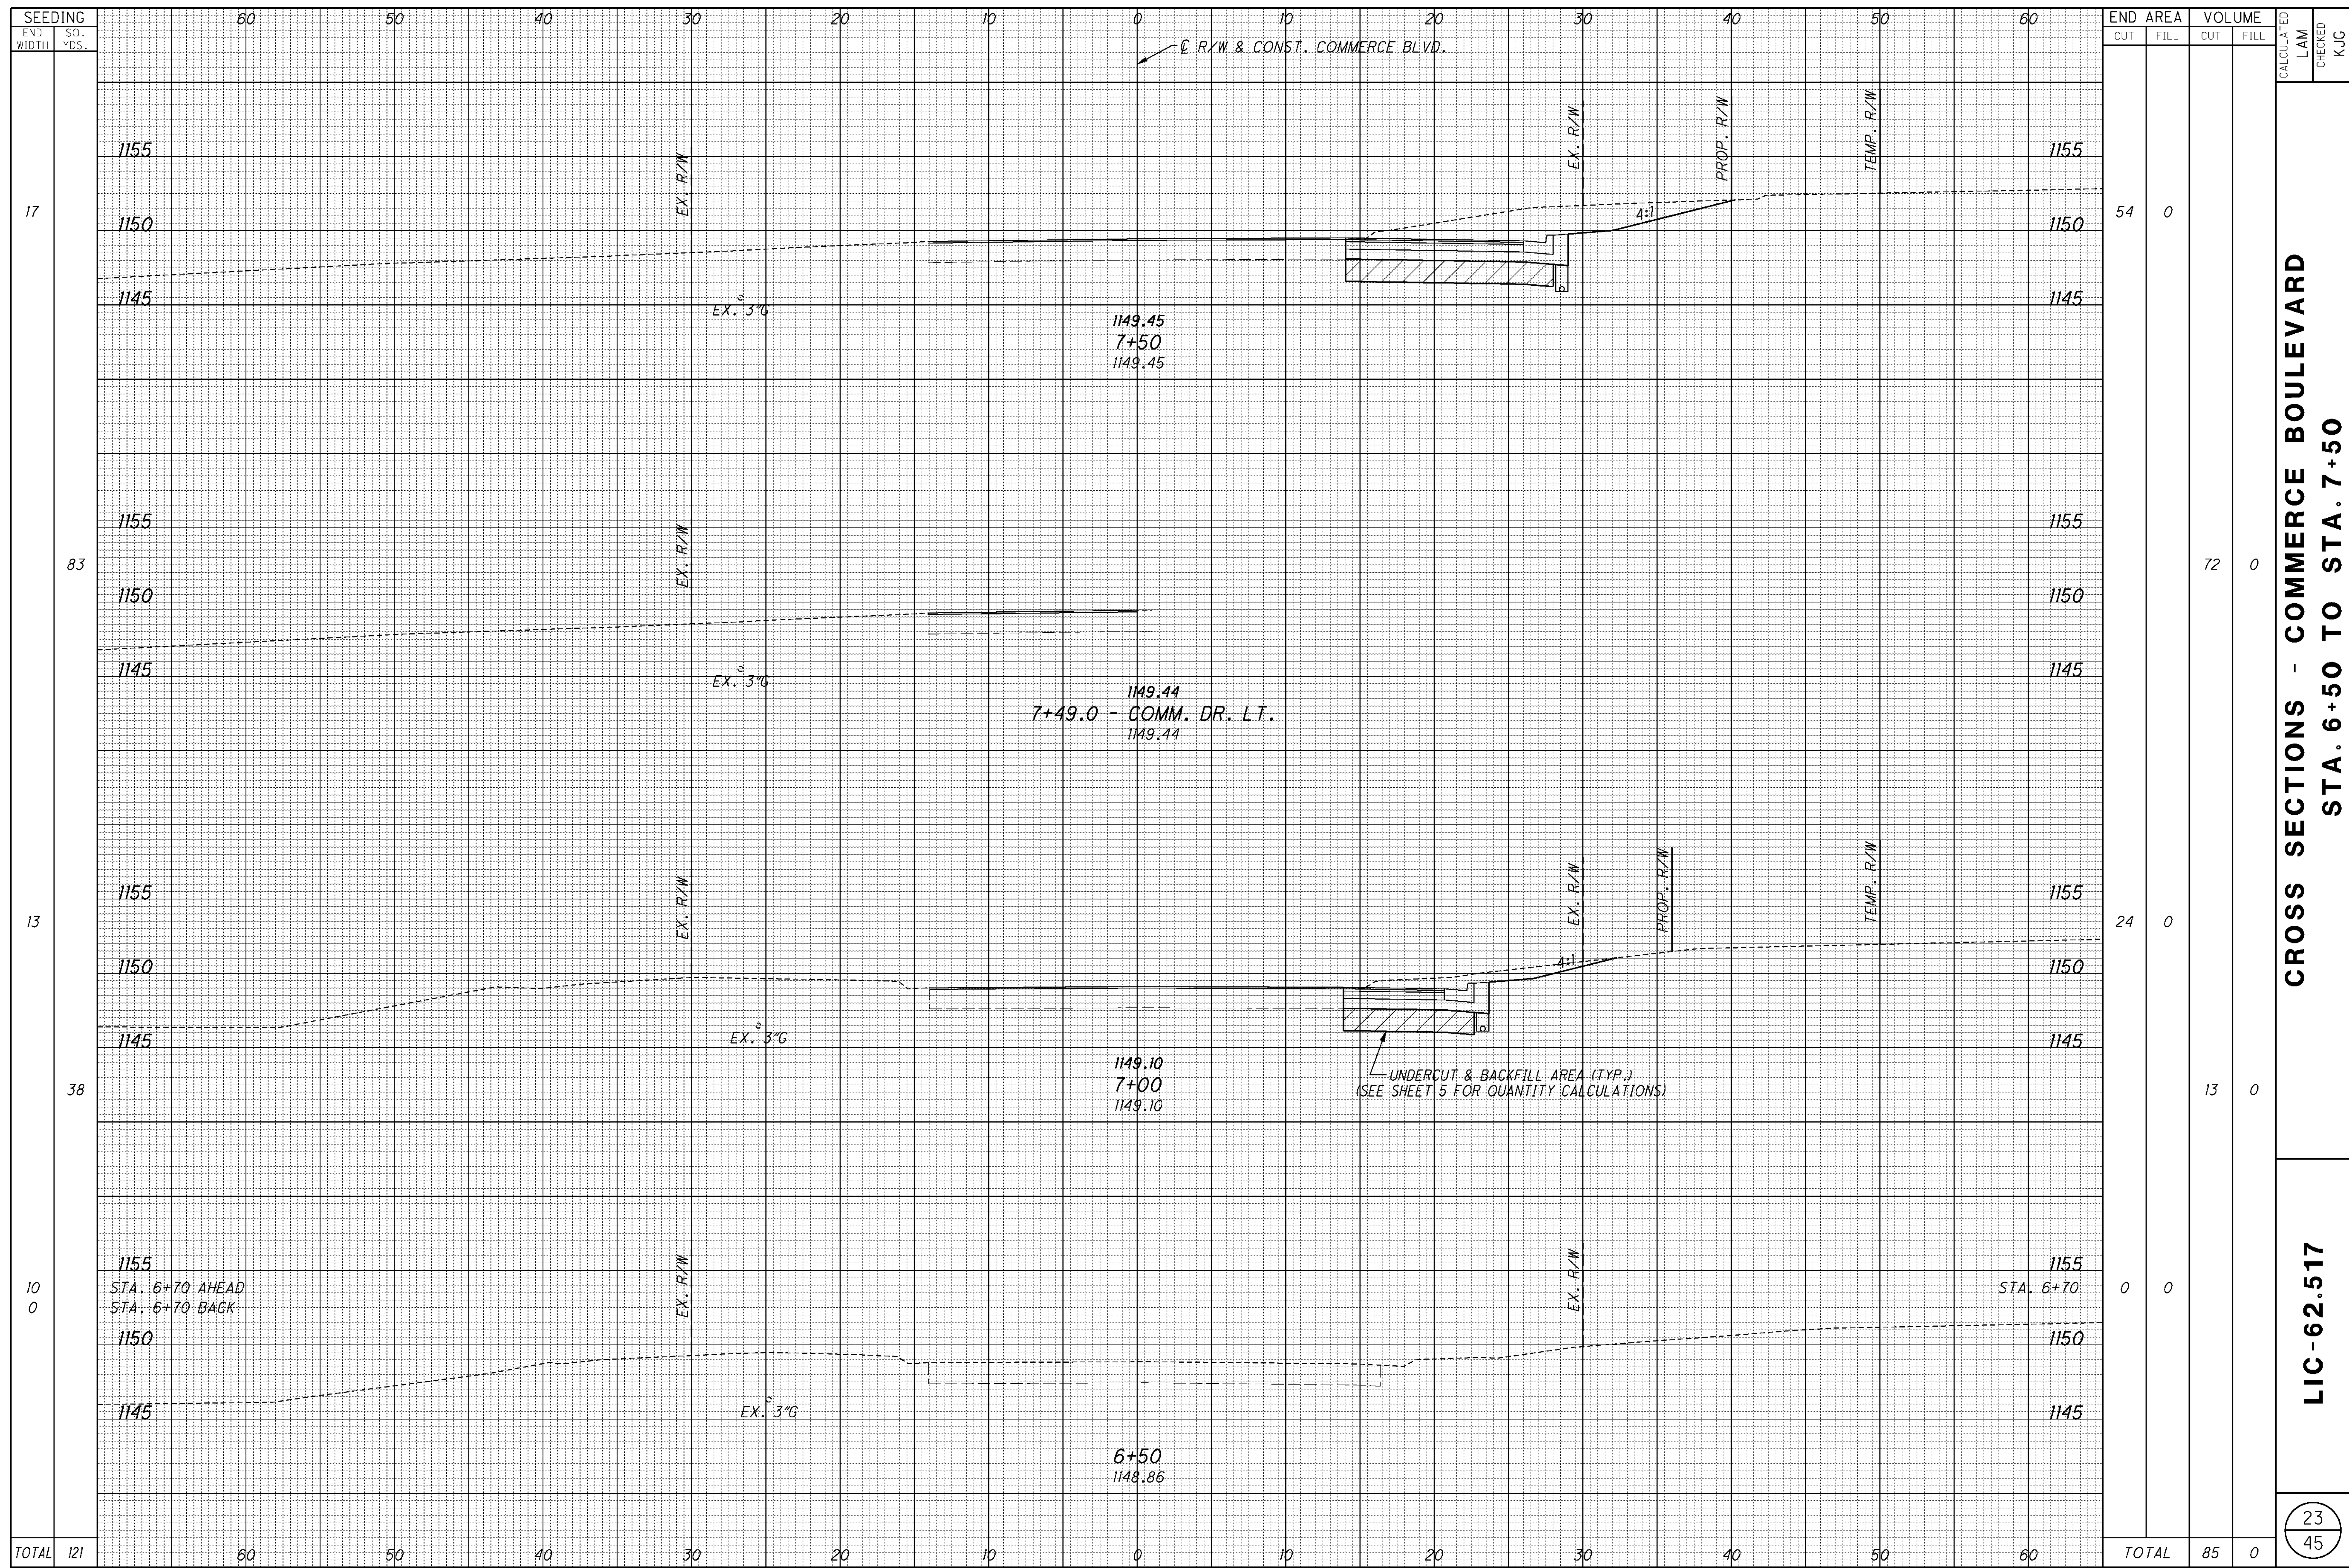 SEEDING
END WIDTH
SQ. YDS.
60 50 40 30 20 10 0 10 20 30 40 50 60
END AREA
CUT FILL
VOLUME
CUT FILL
CALCULATED
LAM
CHECKED
KJG
℄ R/W & CONST. COMMERCE BLVD.
EX. R/W
EX. R/W
PROP. R/W
TEMP. R/W
1155 1155
17
1150 1150
4:1
54 0
1145 1145
EX. 3"G
1149.45
7+50
1149.45
1155 1155
EX. R/W
83
72 0
1150 1150
1145 1145
EX. 3"G
1149.44
7+49.0 - COMM. DR. LT.
1149.44
EX. R/W
EX. R/W
PROP. R/W
TEMP. R/W
1155 1155
13
24 0
1150 1150
4:1
1145 1145
EX. 3"G
1149.10
7+00
1149.10
UNDERCUT & BACKFILL AREA (TYP.)
(SEE SHEET 5 FOR QUANTITY CALCULATIONS)
38
13 0
EX. R/W
EX. R/W
1155 1155
10 STA. 6+70 AHEAD
0 STA. 6+70 BACK
STA. 6+70 0 0
1150 1150
1145 1145
EX. 3"G
6+50
1148.86
TOTAL 121
60 50 40 30 20 10 0 10 20 30 40 50 60
TOTAL 85 0
CROSS SECTIONS - COMMERCE BOULEVARD
STA. 6+50 TO STA. 7+50
LIC-62.517
23
45